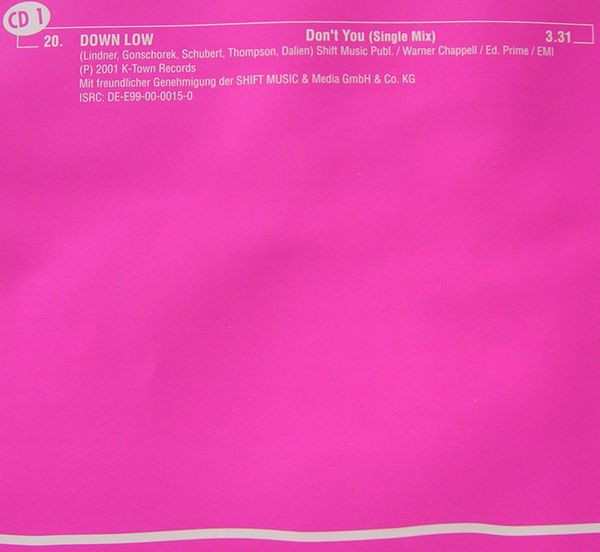 CD 1
20. DOWN LOW Don't You (Single Mix) 3.31
(Lindner, Gonschorek, Schubert, Thompson, Dalien) Shift Music Publ. / Warner Chappell / Ed. Prime / EMI
(P) 2001 K-Town Records
Mit freundlicher Genehmigung der SHIFT MUSIC & Media GmbH & Co. KG
ISRC: DE-E99-00-0015-0